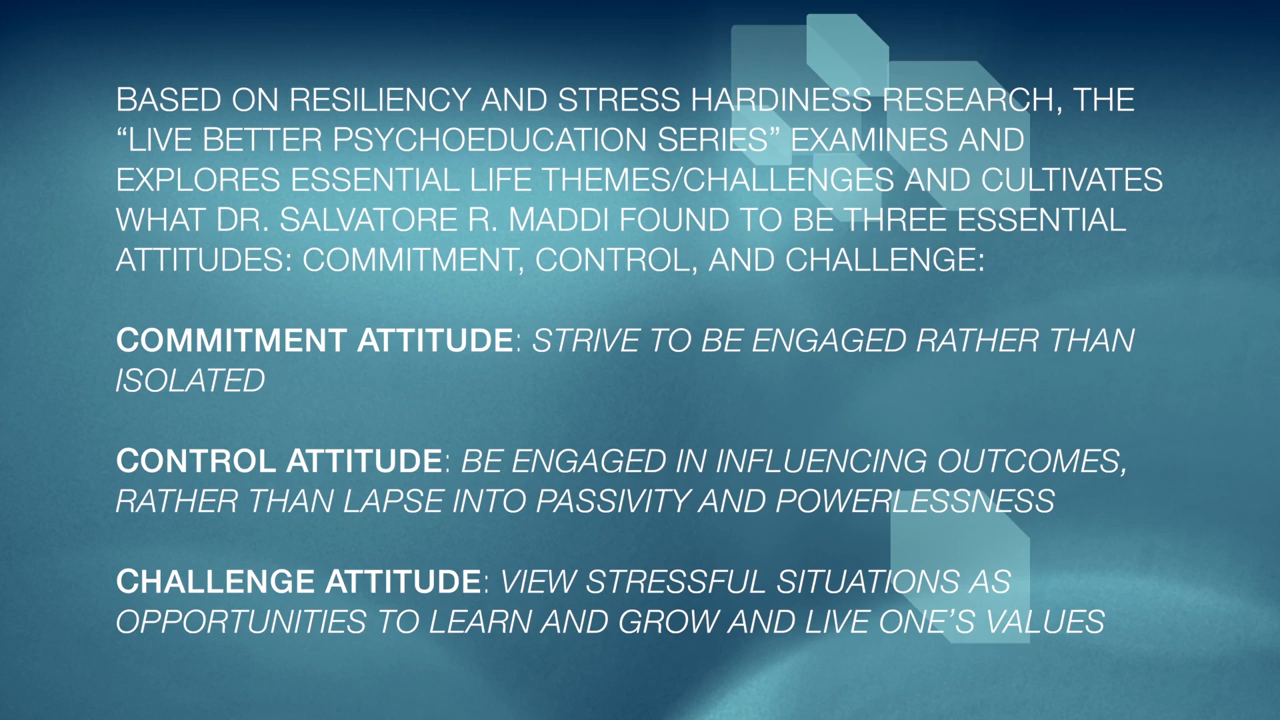 BASED ON RESILIENCY AND STRESS HARDINESS RESEARCH, THE
“LIVE BETTER PSYCHOEDUCATION SERIES” EXAMINES AND
EXPLORES ESSENTIAL LIFE THEMES/CHALLENGES AND CULTIVATES
WHAT DR. SALVATORE R. MADDI FOUND TO BE THREE ESSENTIAL
ATTITUDES: COMMITMENT, CONTROL, AND CHALLENGE:
COMMITMENT ATTITUDE: STRIVE TO BE ENGAGED RATHER THAN
ISOLATED
CONTROL ATTITUDE: BE ENGAGED IN INFLUENCING OUTCOMES,
RATHER THAN LAPSE INTO PASSIVITY AND POWERLESSNESS
CHALLENGE ATTITUDE: VIEW STRESSFUL SITUATIONS AS
OPPORTUNITIES TO LEARN AND GROW AND LIVE ONE’S VALUES